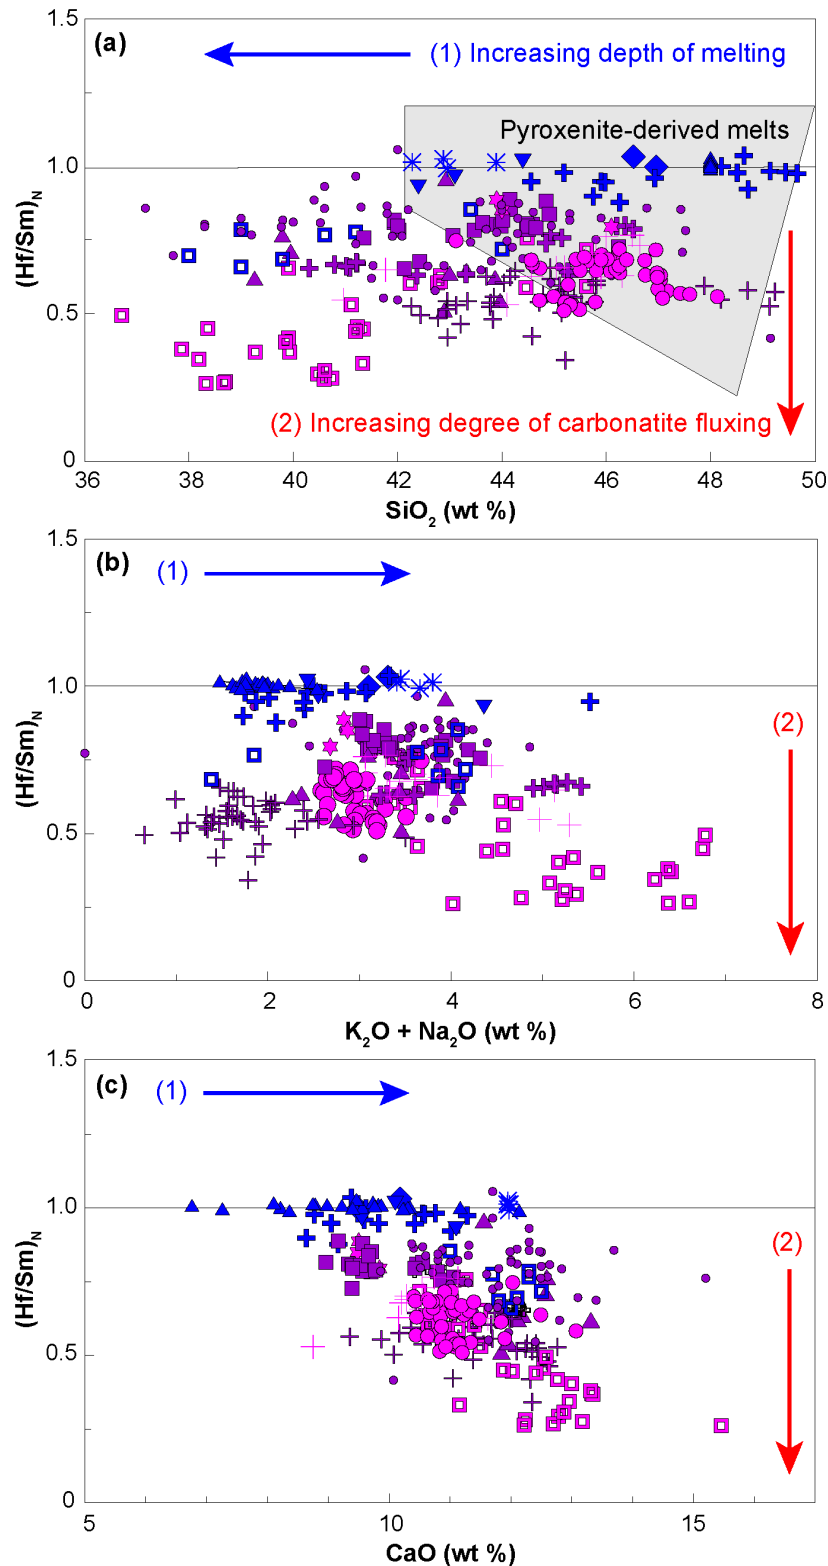 1.5
(a)
(1) Increasing depth of melting
Pyroxenite-derived melts
1.0
(Hf/Sm)N
0.5
(2) Increasing degree of carbonatite fluxing
0
36 38 40 42 44 46 48 50
SiO2 (wt %)
1.5
(b) (1)
1.0
(2)
(Hf/Sm)N
0.5
0
0 2 4 6 8
K2O + Na2O (wt %)
1.5
(c) (1)
1.0
(2)
(Hf/Sm)N
0.5
0
5 10 15
CaO (wt %)